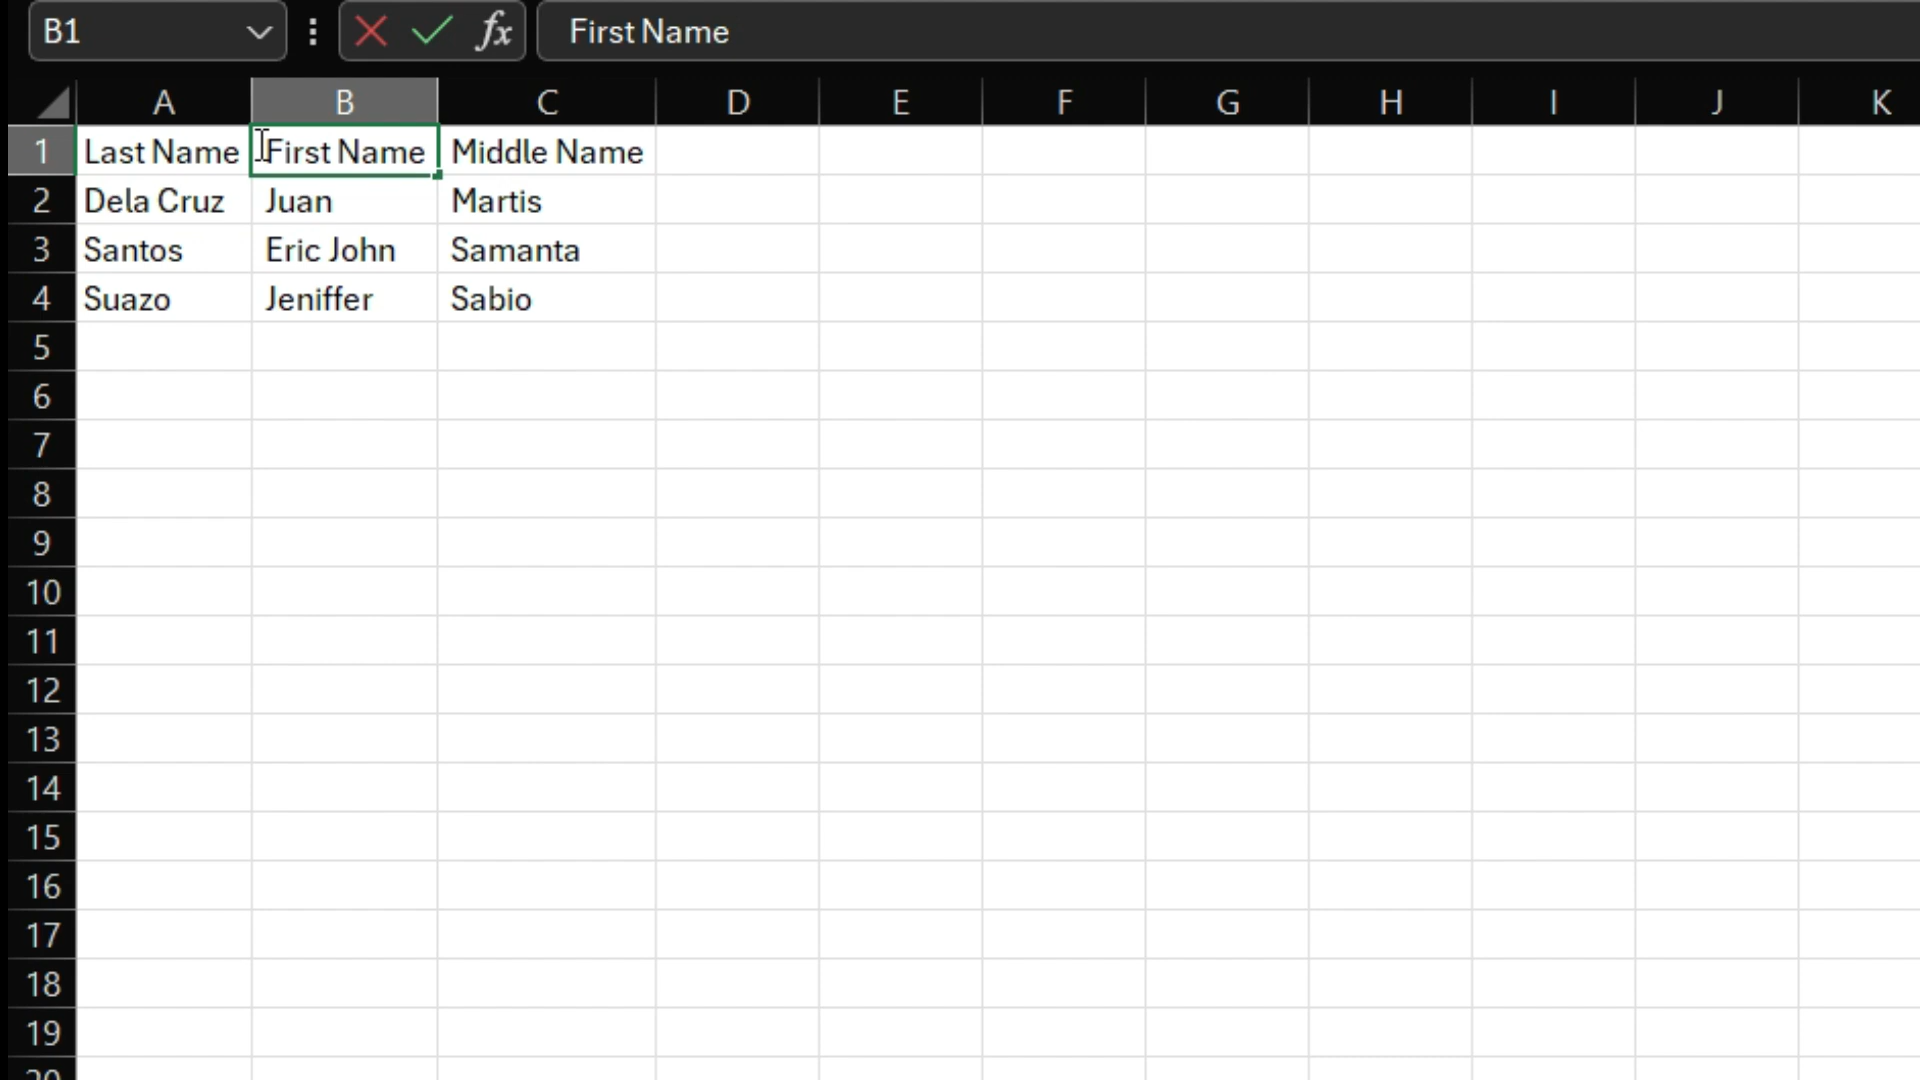 B1 fx First Name
A B C D E F G H I J K
1 Last Name First Name Middle Name
2 Dela Cruz Juan Martis
3 Santos Eric John Samanta
4 Suazo Jeniffer Sabio
5
6
7
8
9
10
11
12
13
14
15
16
17
18
19
20